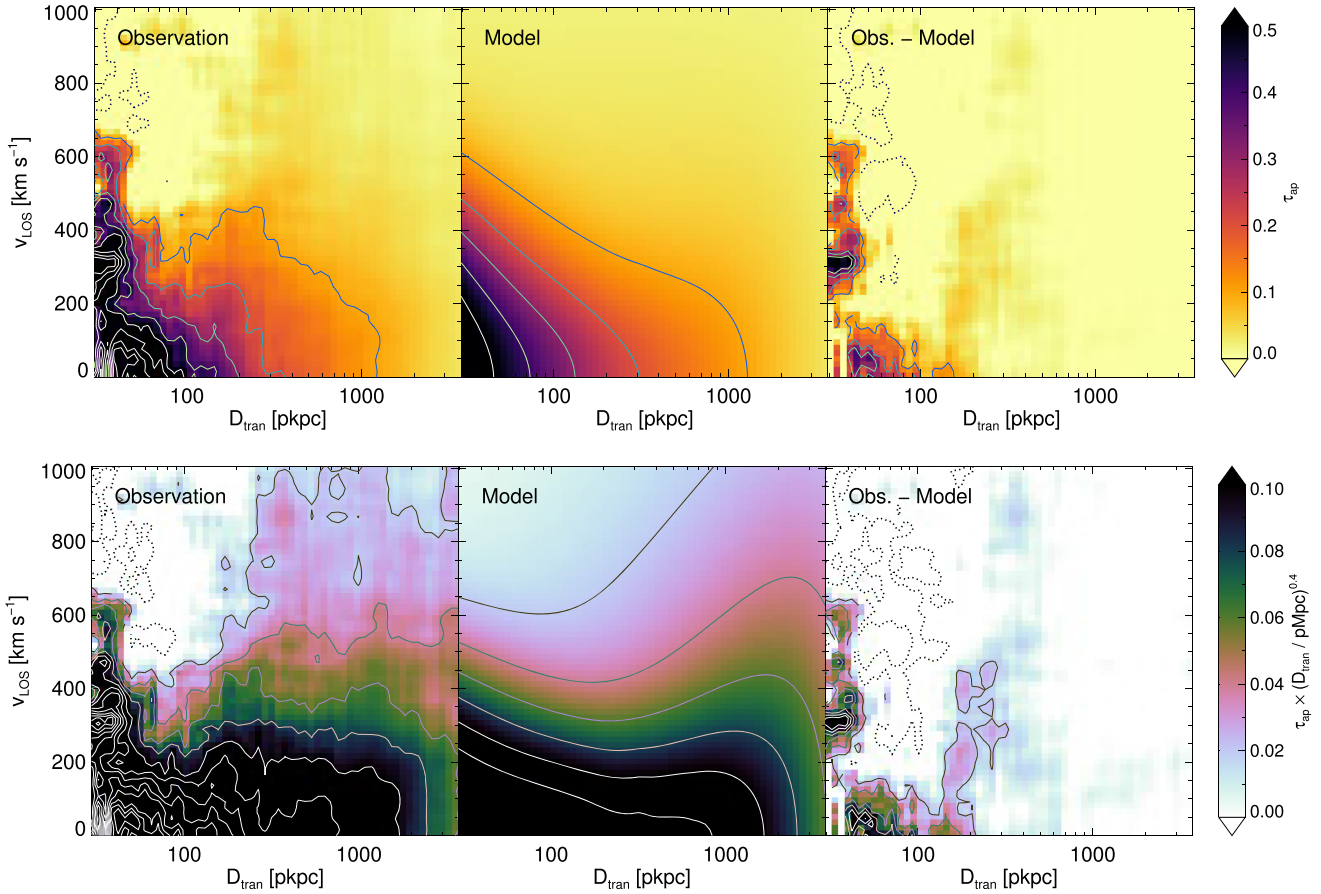 Observation
Model
Obs. – Model
1000
800
600
400
200
0
v_LOS [km s⁻¹]
100
1000
100
1000
100
1000
D_tran [pkpc]
D_tran [pkpc]
D_tran [pkpc]
0.5
0.4
0.3
0.2
0.1
0.0
τ_ap
Observation
Model
Obs. – Model
1000
800
600
400
200
0
v_LOS [km s⁻¹]
100
1000
100
1000
100
1000
D_tran [pkpc]
D_tran [pkpc]
D_tran [pkpc]
0.10
0.08
0.06
0.04
0.02
0.00
τ_ap × (D_tran / pMpc)^0.4